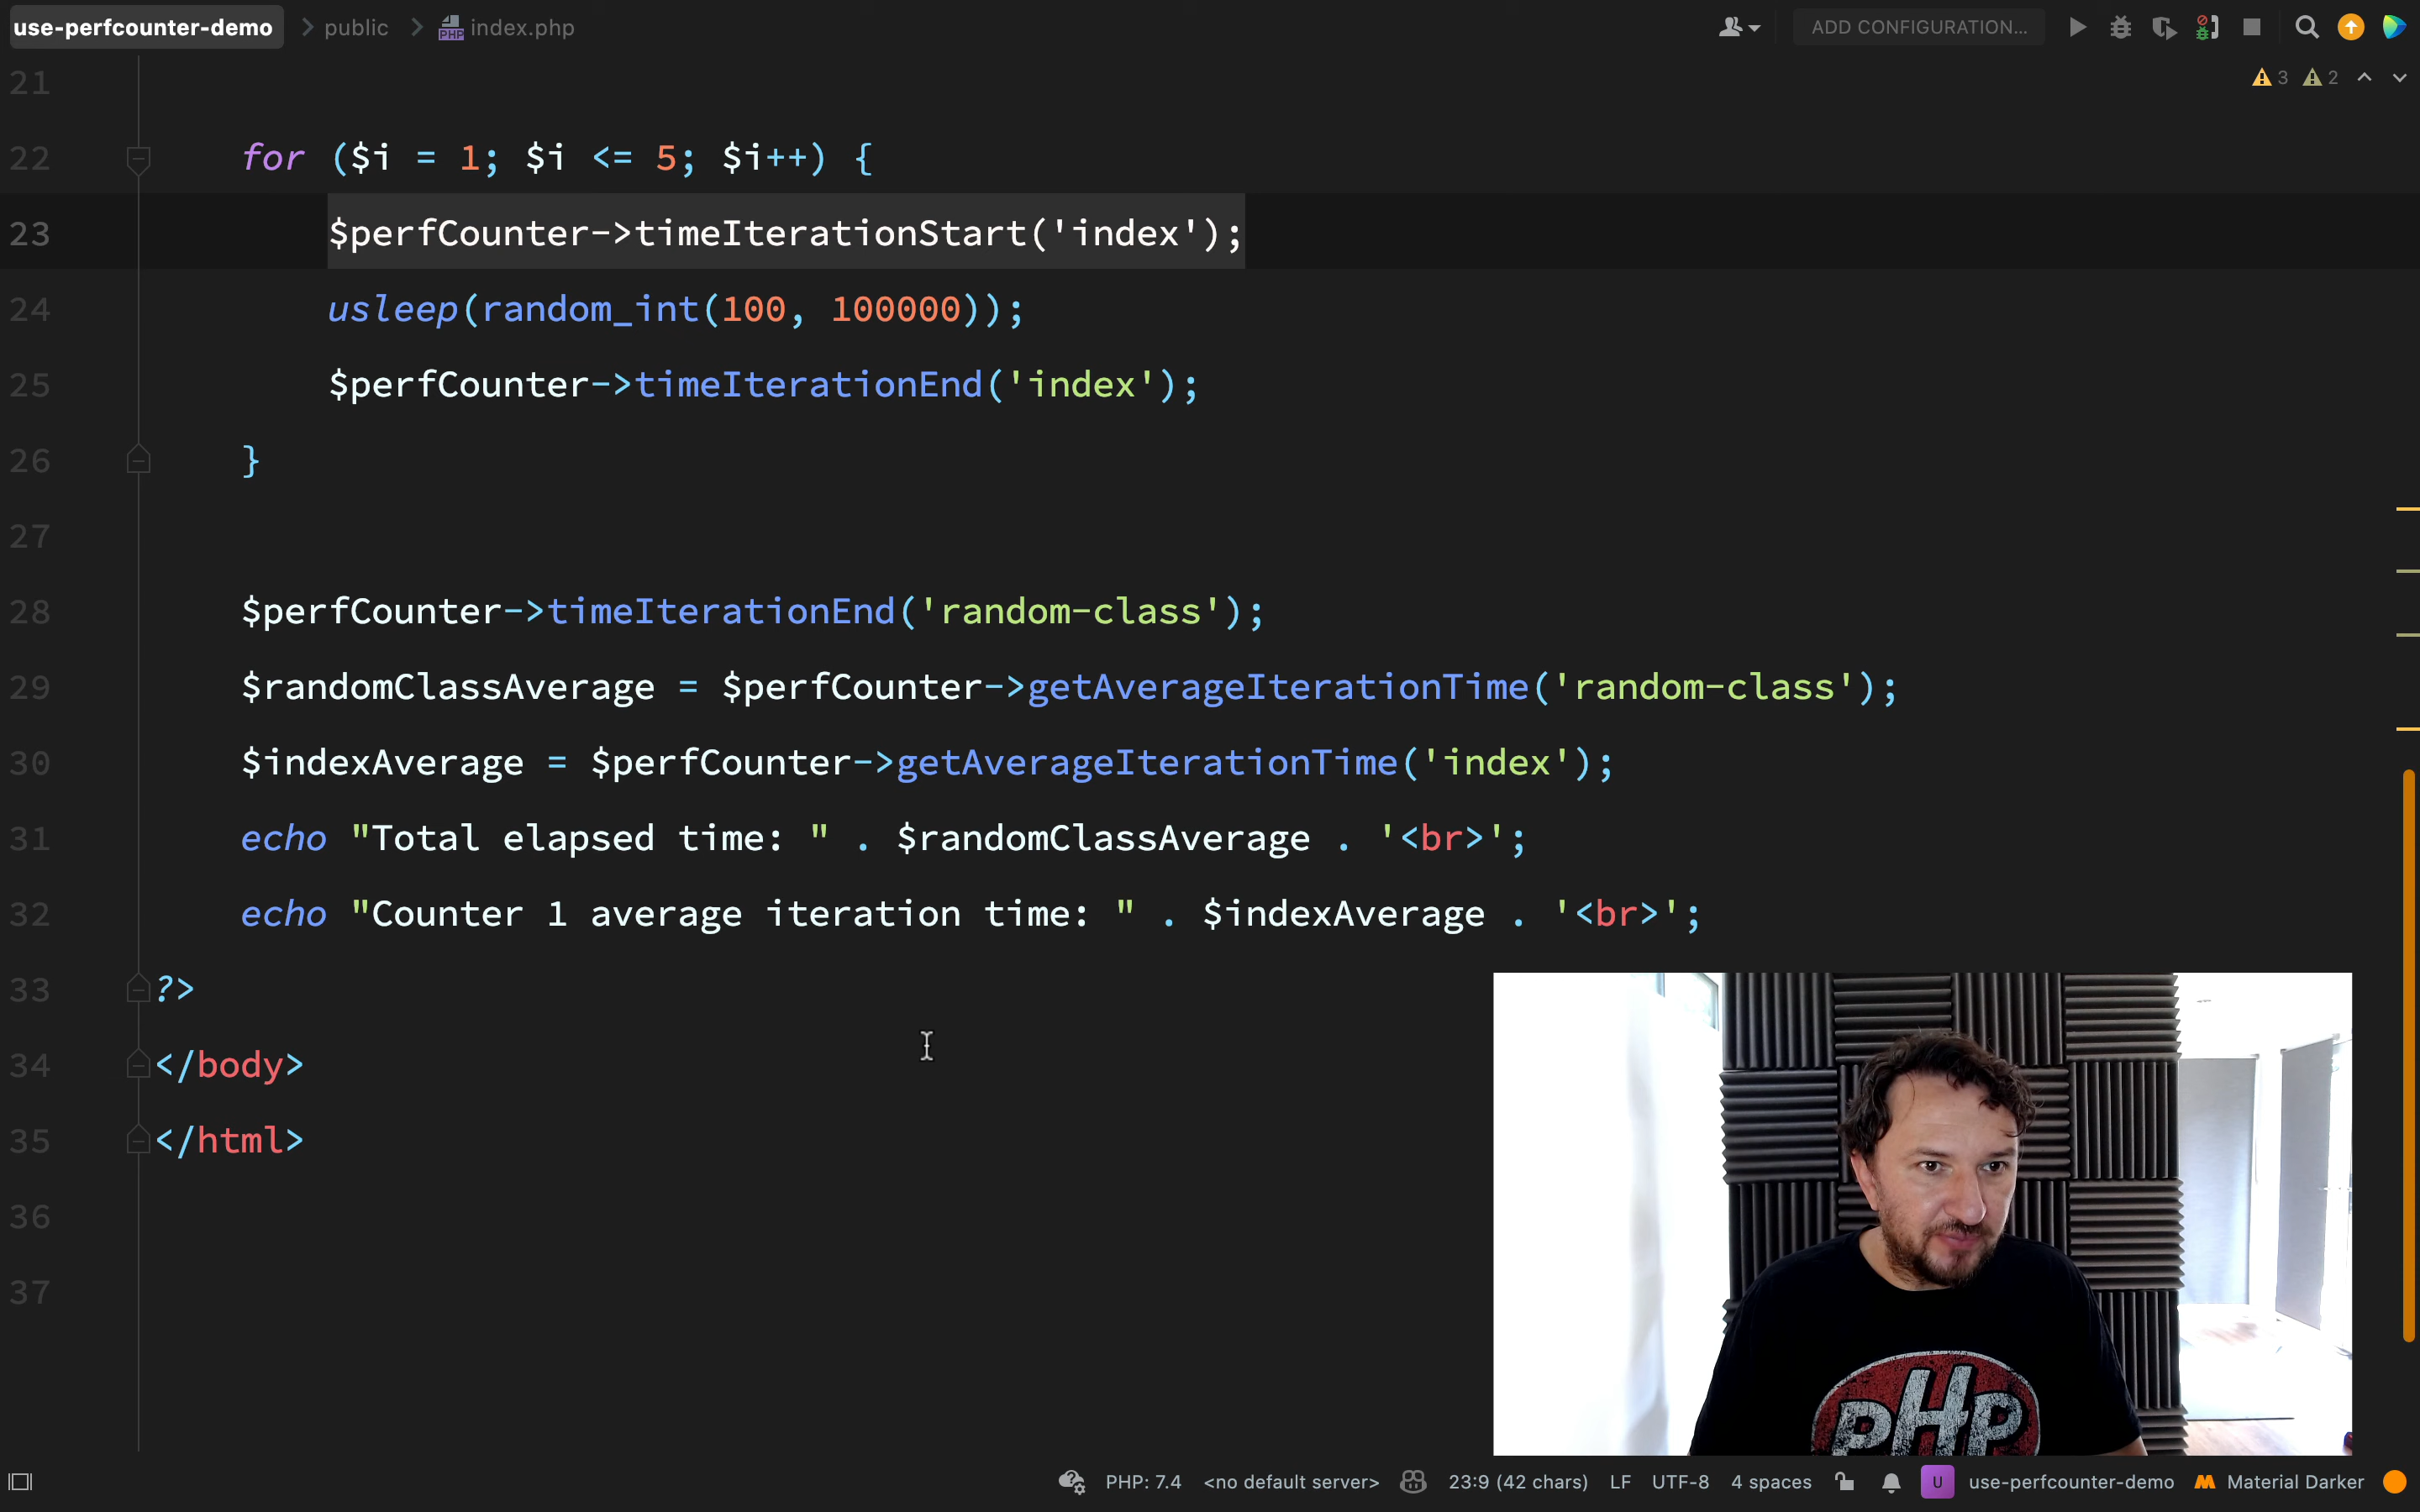 use-perfcounter-demo > public > index.php
ADD CONFIGURATION...
3 2
21
22 for ($i = 1; $i <= 5; $i++) {
23 $perfCounter->timeIterationStart('index');
24 usleep(random_int(100, 100000));
25 $perfCounter->timeIterationEnd('index');
26 }
27
28 $perfCounter->timeIterationEnd('random-class');
29 $randomClassAverage = $perfCounter->getAverageIterationTime('random-class');
30 $indexAverage = $perfCounter->getAverageIterationTime('index');
31 echo "Total elapsed time: " . $randomClassAverage . '<br>';
32 echo "Counter 1 average iteration time: " . $indexAverage . '<br>';
33 ?>
34 </body>
35 </html>
36
37
PHP
PHP: 7.4 <no default server> 23:9 (42 chars) LF UTF-8 4 spaces U use-perfcounter-demo Material Darker